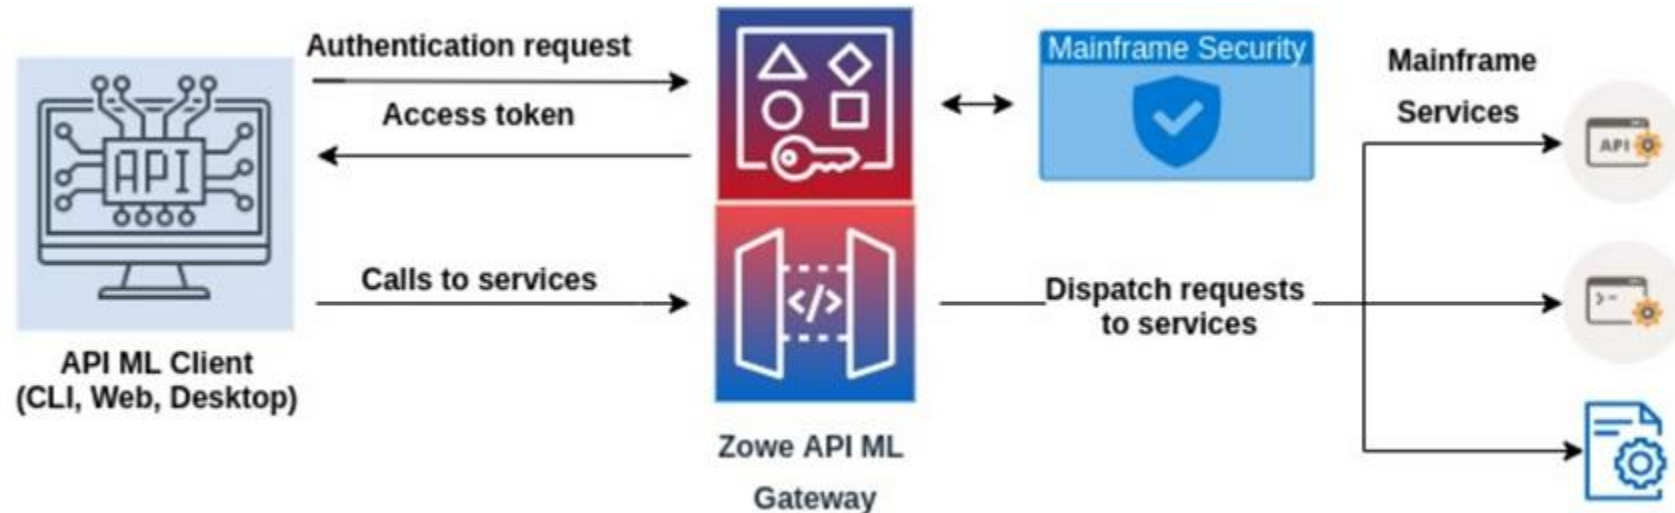 Authentication request
Access token
API
Calls to services
API ML Client
(CLI, Web, Desktop)
</>
Zowe API ML
Gateway
Mainframe Security
Dispatch requests
to services
Mainframe
Services
API
>-